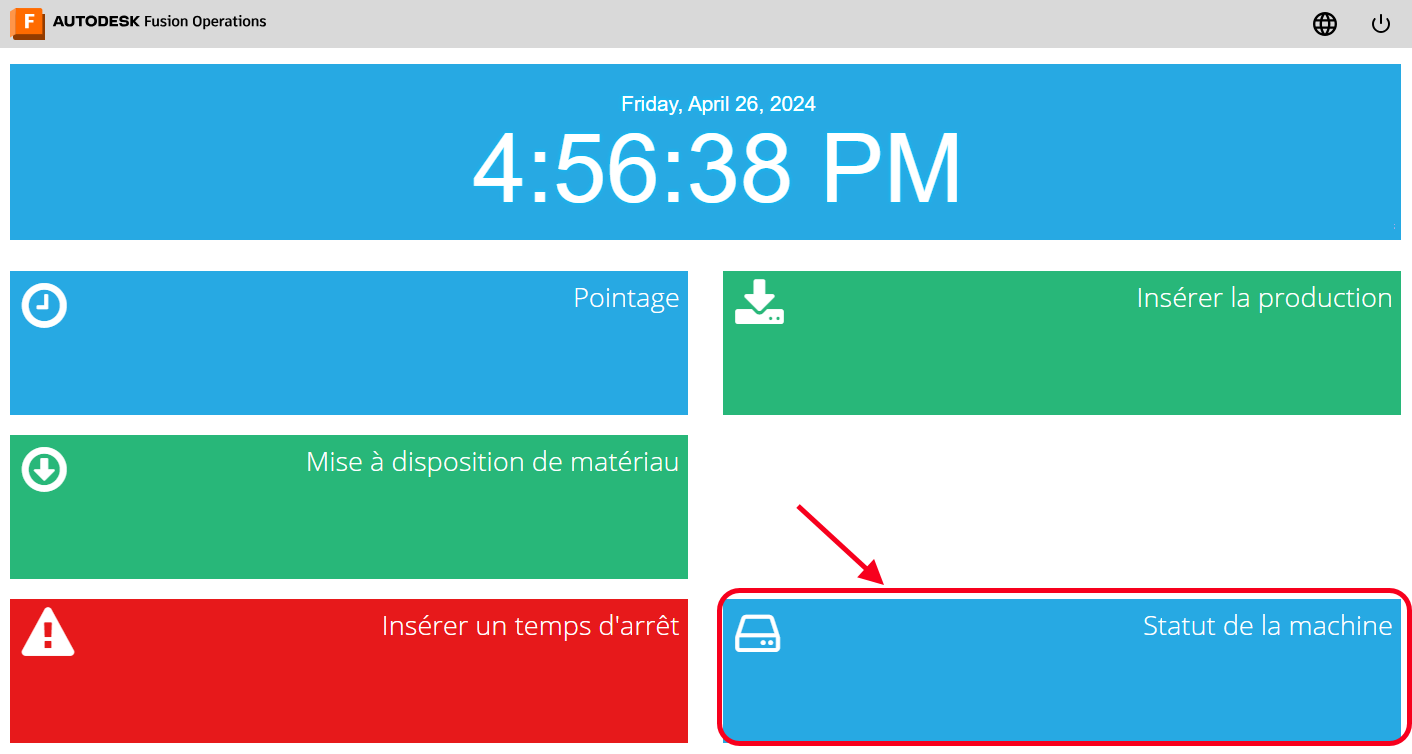 F AUTODESK Fusion Operations
Friday, April 26, 2024
4:56:38 PM
Pointage
Insérer la production
Mise à disposition de matériau
Insérer un temps d'arrêt
Statut de la machine